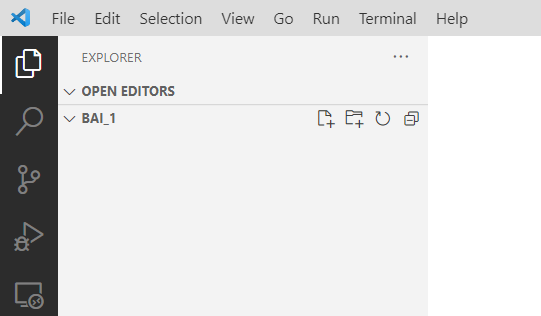 File Edit Selection View Go Run Terminal Help
EXPLORER
OPEN EDITORS
BAI_1